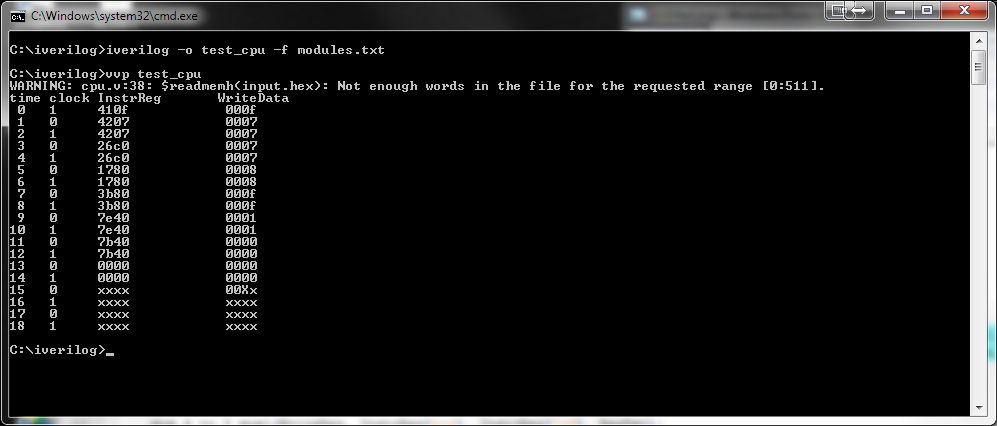 C:\Windows\system32\cmd.exe
C:\iverilog>iverilog -o test_cpu -f modules.txt
C:\iverilog>vvp test_cpu
WARNING: cpu.v:38: $readmemh(input.hex): Not enough words in the file for the requested range [0:511].
time clock InstrReg WriteData
0 1 410f 000f
1 0 4207 0007
2 1 4207 0007
3 0 26c0 0007
4 1 26c0 0007
5 0 1780 0008
6 1 1780 0008
7 0 3b80 000f
8 1 3b80 000f
9 0 7e40 0001
10 1 7e40 0001
11 0 7b40 0000
12 1 7b40 0000
13 0 0000 0000
14 1 0000 0000
15 0 xxxx 00Xx
16 1 xxxx xxxx
17 0 xxxx xxxx
18 1 xxxx xxxx
C:\iverilog>_